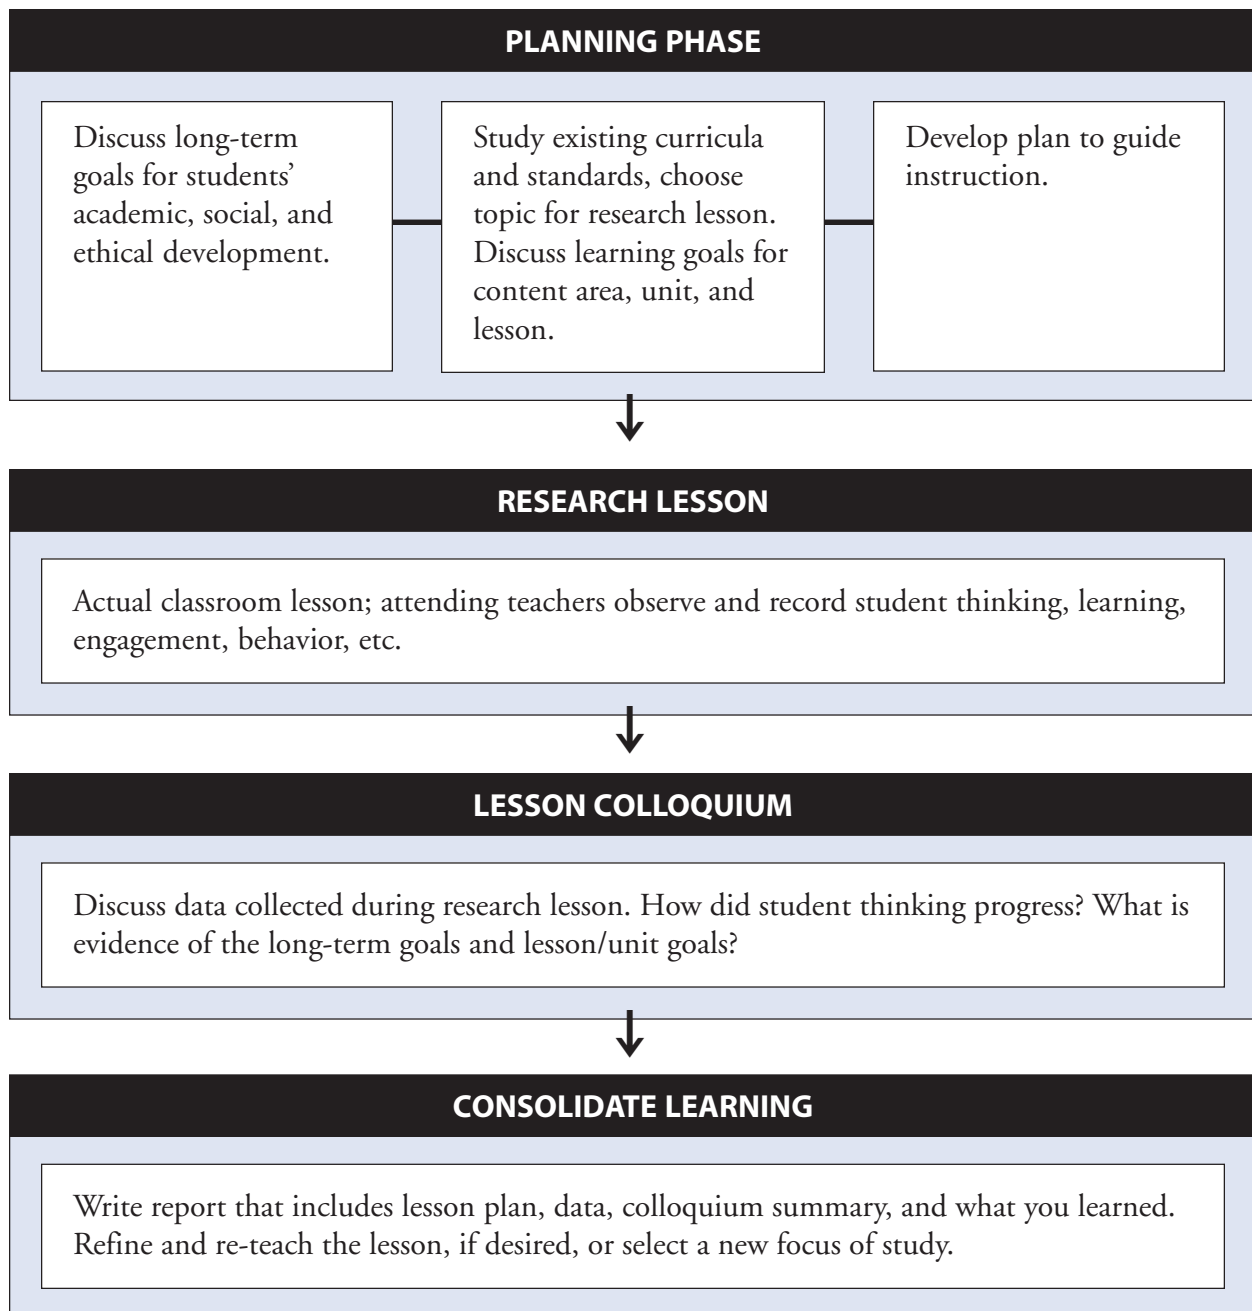 PLANNING PHASE
Discuss long-term
goals for students’
academic, social, and
ethical development.
Study existing curricula
and standards, choose
topic for research lesson.
Discuss learning goals for
content area, unit, and
lesson.
Develop plan to guide
instruction.
RESEARCH LESSON
Actual classroom lesson; attending teachers observe and record student thinking, learning,
engagement, behavior, etc.
LESSON COLLOQUIUM
Discuss data collected during research lesson. How did student thinking progress? What is
evidence of the long-term goals and lesson/unit goals?
CONSOLIDATE LEARNING
Write report that includes lesson plan, data, colloquium summary, and what you learned.
Refine and re-teach the lesson, if desired, or select a new focus of study.